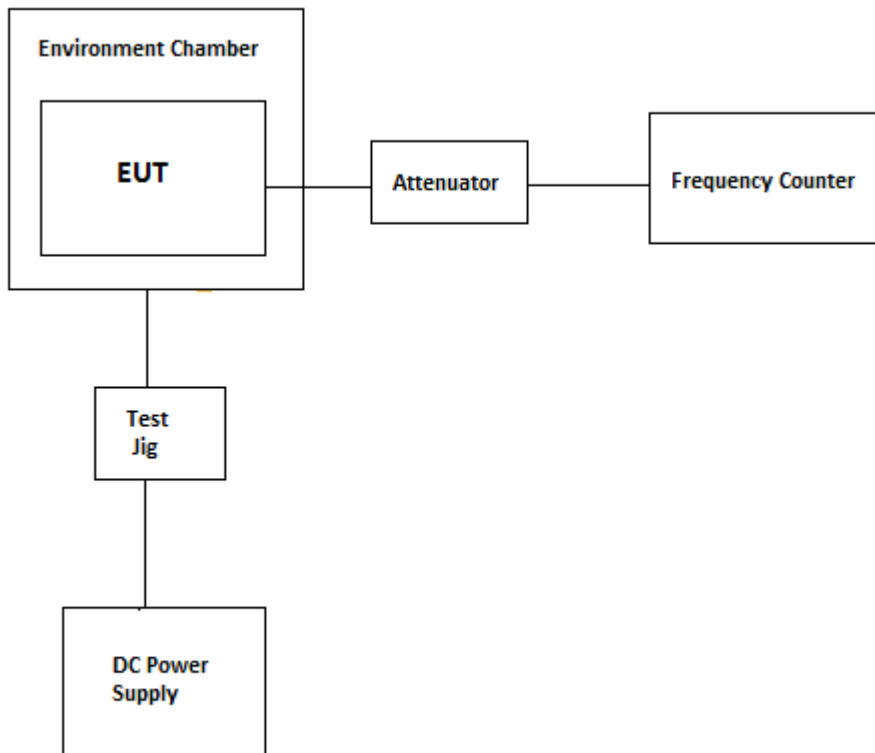 Environment Chamber
EUT
Attenuator
Frequency Counter
Test
Jig
DC Power
Supply